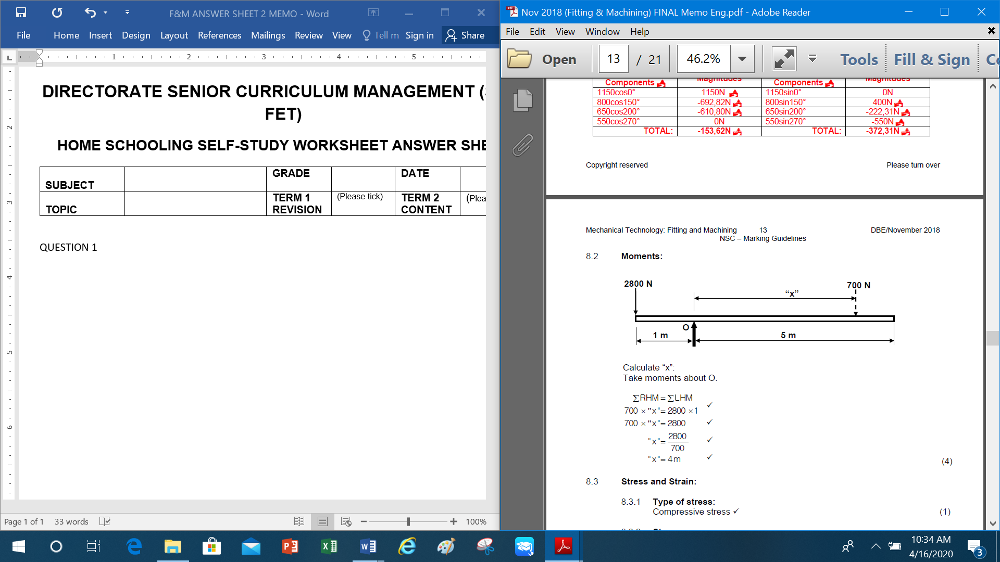 F&M ANSWER SHEET 2 MEMO - Word
File Home Insert Design Layout References Mailings Review View Tell m Sign in Share
L
1 2 3 4 5
2
3
4
5
6
DIRECTORATE SENIOR CURRICULUM MANAGEMENT (
FET)
HOME SCHOOLING SELF-STUDY WORKSHEET ANSWER SHE
SUBJECT GRADE DATE
TOPIC TERM 1 REVISION (Please tick) TERM 2 CONTENT (Plea
QUESTION 1
Page 1 of 1 33 words 100%
Nov 2018 (Fitting & Machining) FINAL Memo Eng.pdf - Adobe Reader
File Edit View Window Help
Open 13 / 21 46.2% Tools Fill & Sign Co
Components Magnitudes Components Magnitudes
1150cos0° 1150N 1150sin0° 0N
800cos150° -692,82N 800sin150° 400N
650cos200° -610,80N 650sin200° -222,31N
550cos270° 0N 550sin270° -550N
TOTAL: -153,62N TOTAL: -372,31N
Copyright reserved Please turn over
Mechanical Technology: Fitting and Machining 13 DBE/November 2018
NSC – Marking Guidelines
8.2 Moments:
2800 N 700 N
“x”
O
1 m 5 m
Calculate “x”:
Take moments about O.
∑RHM = ∑LHM
700 × "x"= 2800 ×1 ✓
700 × "x"= 2800 ✓
"x"= 2800/700 ✓
"x"= 4m ✓
(4)
8.3 Stress and Strain:
8.3.1 Type of stress:
Compressive stress ✓ (1)
10:34 AM
4/16/2020
3